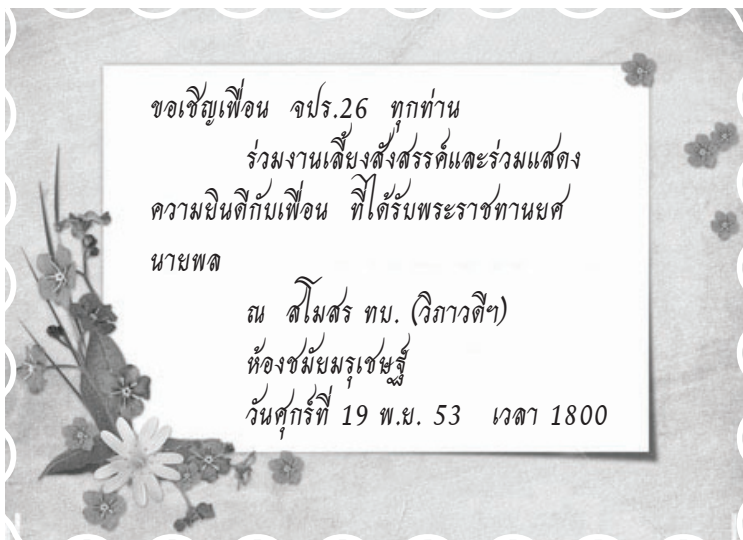 ขอเชิญเพื่อน จปร.26 ทุกท่าน
ร่วมงานเลี้ยงสังสรรค์และร่วมแสดง
ความยินดีกับเพื่อน ที่ได้รับพระราชทานยศ
นายพล
ณ สโมสร ทบ. (วิภาวดีฯ)
ห้องชมัยมรุเชษฐ์
วันศุกร์ที่ 19 พ.ย. 53 เวลา 1800